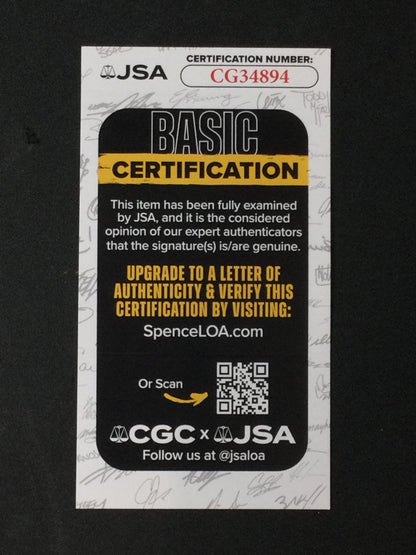 CERTIFICATION NUMBER:
JSA
CG34894
BASIC
CERTIFICATION
This item has been fully examined
by JSA, and it is the considered
opinion of our expert authenticators
that the signature(s) is/are genuine.
UPGRADE TO A LETTER OF
AUTHENTICITY & VERIFY THIS
CERTIFICATION BY VISITING:
SpenceLOA.com
Or Scan
CGC x JSA
Follow us at @jsaloa